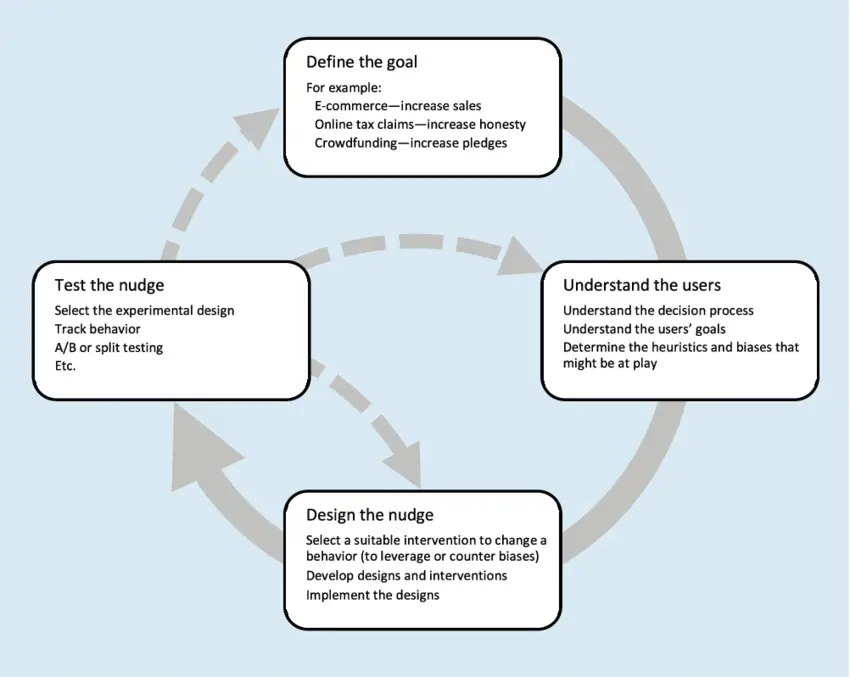 Define the goal
For example:
E-commerce—increase sales
Online tax claims—increase honesty
Crowdfunding—increase pledges
Test the nudge
Select the experimental design
Track behavior
A/B or split testing
Etc.
Understand the users
Understand the decision process
Understand the users’ goals
Determine the heuristics and biases that
might be at play
Design the nudge
Select a suitable intervention to change a
behavior (to leverage or counter biases)
Develop designs and interventions
Implement the designs